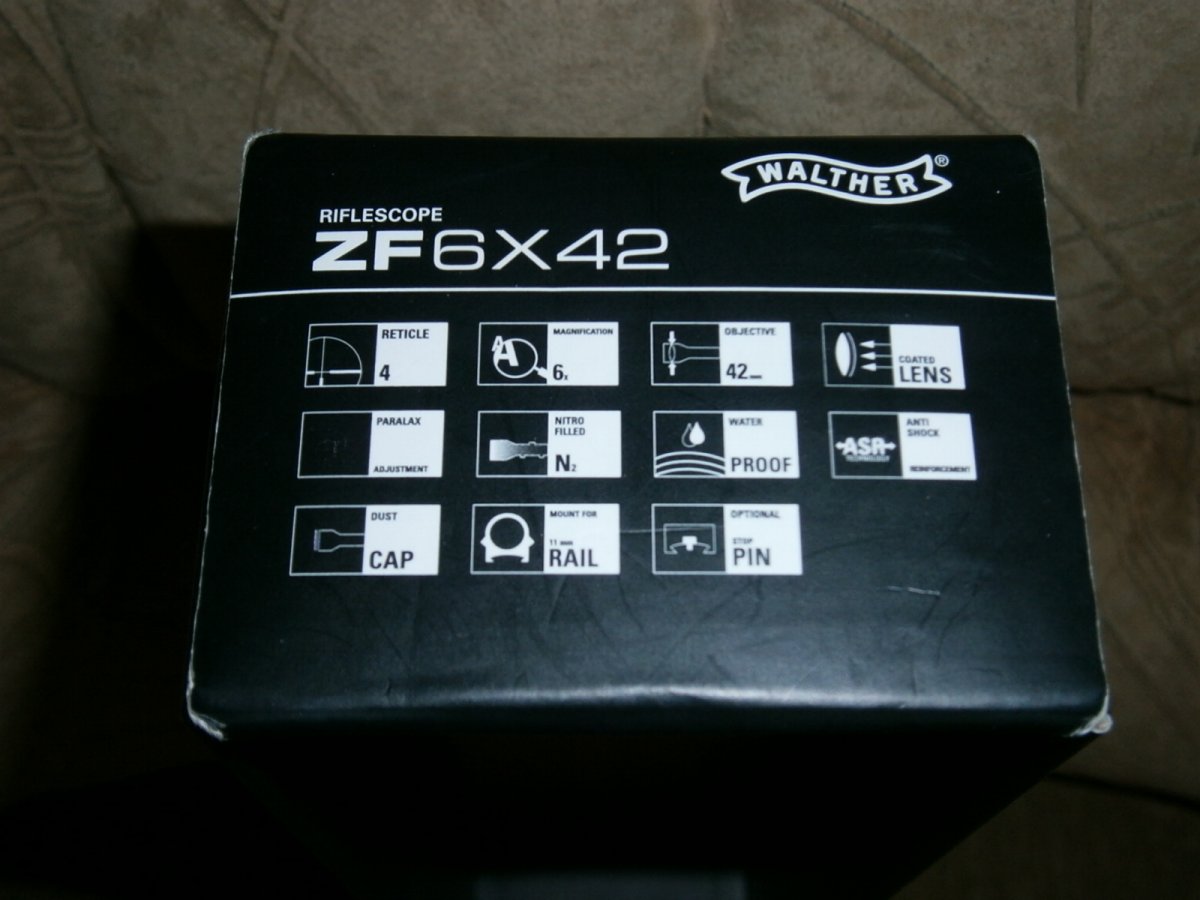 WALTHER®
RIFLESCOPE
ZF6X42
RETICLE
4
MAGNIFICATION
6x
OBJECTIVE
42mm
COATED
LENS
PARALAX
ADJUSTMENT
NITRO
FILLED
N2
WATER
PROOF
ASR
TECHNOLOGY
ANTI
SHOCK
REINFORCEMENT
DUST
CAP
MOUNT FOR
11 mm
RAIL
OPTIONAL
STOP
PIN